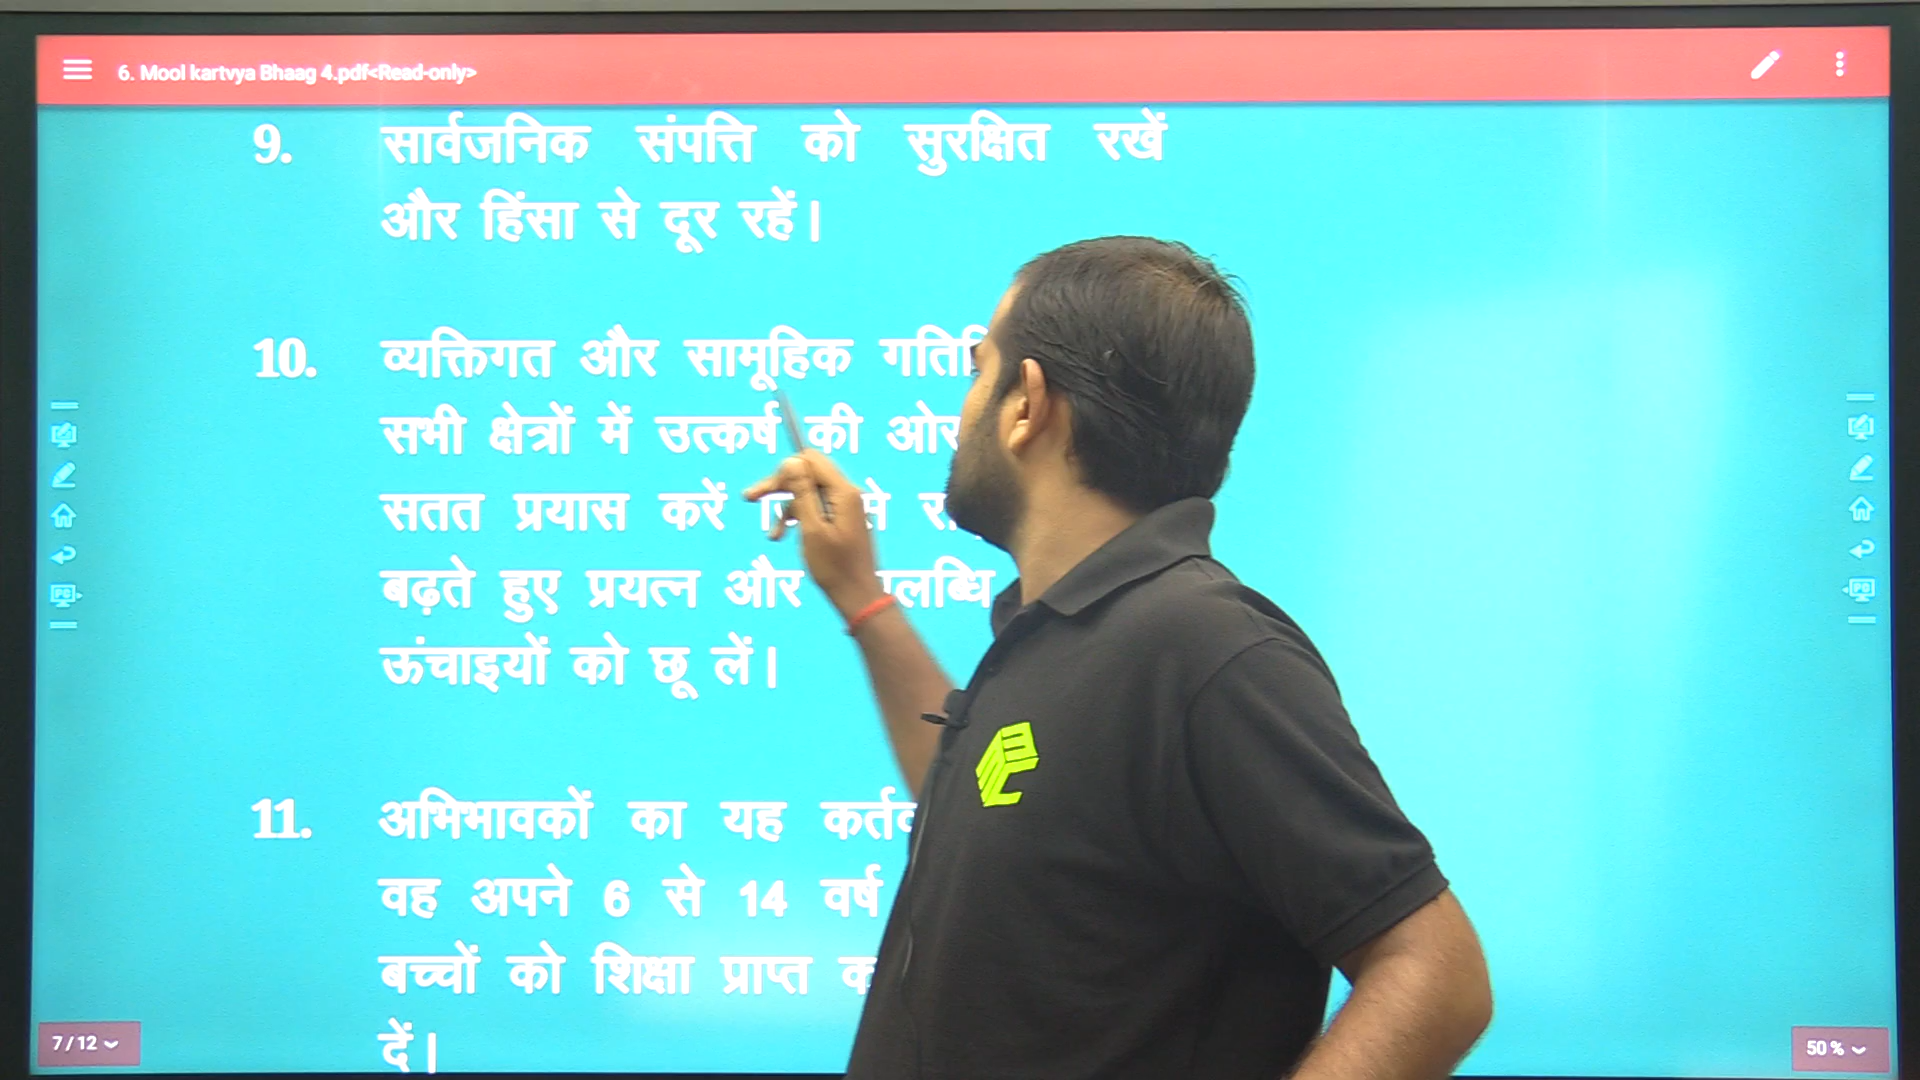 6. Mool kartvya Bhaag 4.pdf<Read-only>
9. सार्वजनिक संपत्ति को सुरक्षित रखें
और हिंसा से दूर रहें।
10. व्यक्तिगत और सामूहिक
सभी क्षेत्रों में उत्कर्ष की ओर
सतत प्रयास करें
बढ़ते हुए प्रयत्न और
ऊंचाइयों को छू लें।
11. अभिभावकों का यह
वह अपने 6 से 14 वर्ष
बच्चों को शिक्षा प्राप्त
दें।
7 / 12
50 %